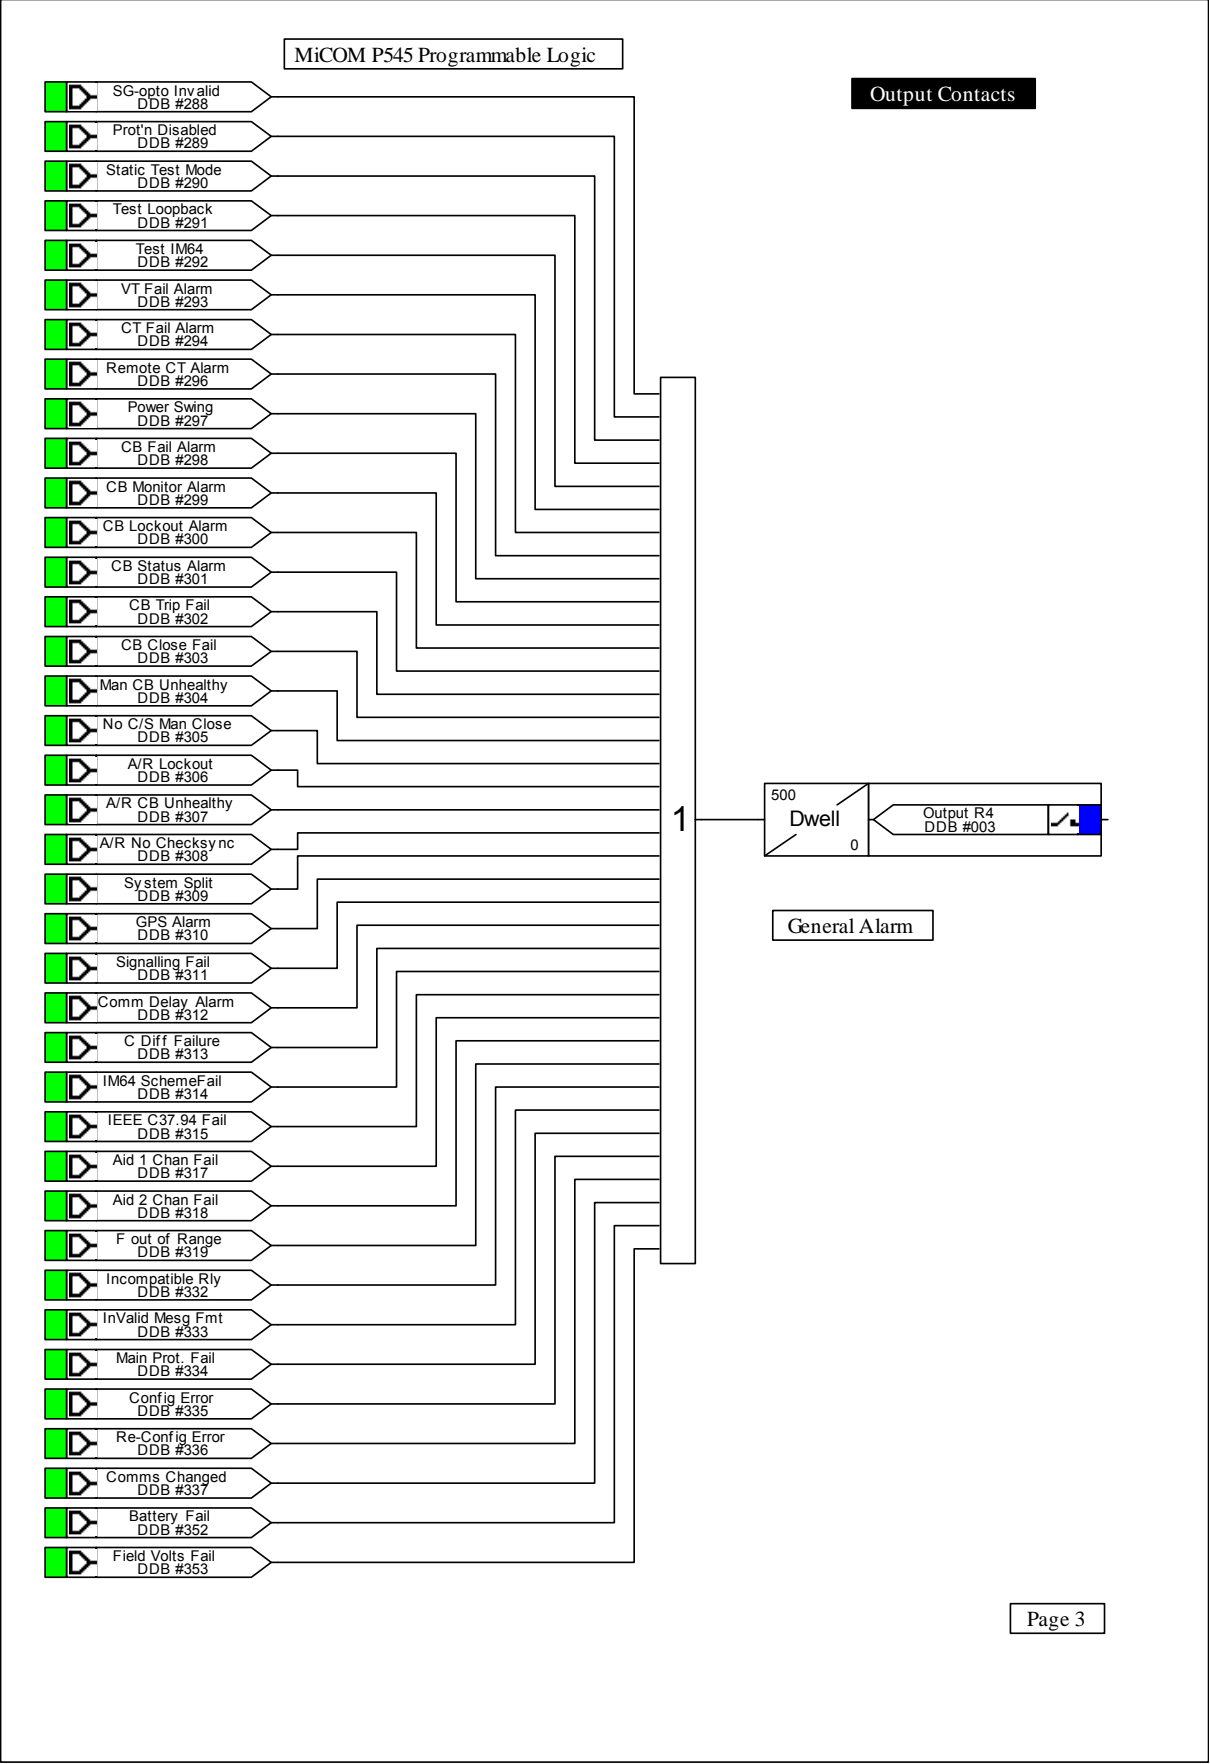 MiCOM P545 Programmable Logic
Output Contacts
SG-opto Invalid
DDB #288
Prot'n Disabled
DDB #289
Static Test Mode
DDB #290
Test Loopback
DDB #291
Test IM64
DDB #292
VT Fail Alarm
DDB #293
CT Fail Alarm
DDB #294
Remote CT Alarm
DDB #296
Power Swing
DDB #297
CB Fail Alarm
DDB #298
CB Monitor Alarm
DDB #299
CB Lockout Alarm
DDB #300
CB Status Alarm
DDB #301
CB Trip Fail
DDB #302
CB Close Fail
DDB #303
Man CB Unhealthy
DDB #304
No C/S Man Close
DDB #305
A/R Lockout
DDB #306
A/R CB Unhealthy
DDB #307
A/R No Checksync
DDB #308
System Split
DDB #309
GPS Alarm
DDB #310
Signalling Fail
DDB #311
Comm Delay Alarm
DDB #312
C Diff Failure
DDB #313
IM64 SchemeFail
DDB #314
IEEE C37.94 Fail
DDB #315
Aid 1 Chan Fail
DDB #317
Aid 2 Chan Fail
DDB #318
F out of Range
DDB #319
Incompatible Rly
DDB #332
InValid Mesg Fmt
DDB #333
Main Prot. Fail
DDB #334
Config Error
DDB #335
Re-Config Error
DDB #336
Comms Changed
DDB #337
Battery Fail
DDB #352
Field Volts Fail
DDB #353
1
500
Dwell
0
Output R4
DDB #003
General Alarm
Page 3